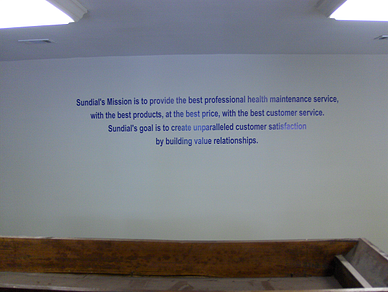 Sundial's Mission is to provide the best professional health maintenance service,
with the best products, at the best price, with the best customer service.
Sundial's goal is to create unparalleled customer satisfaction
by building value relationships.